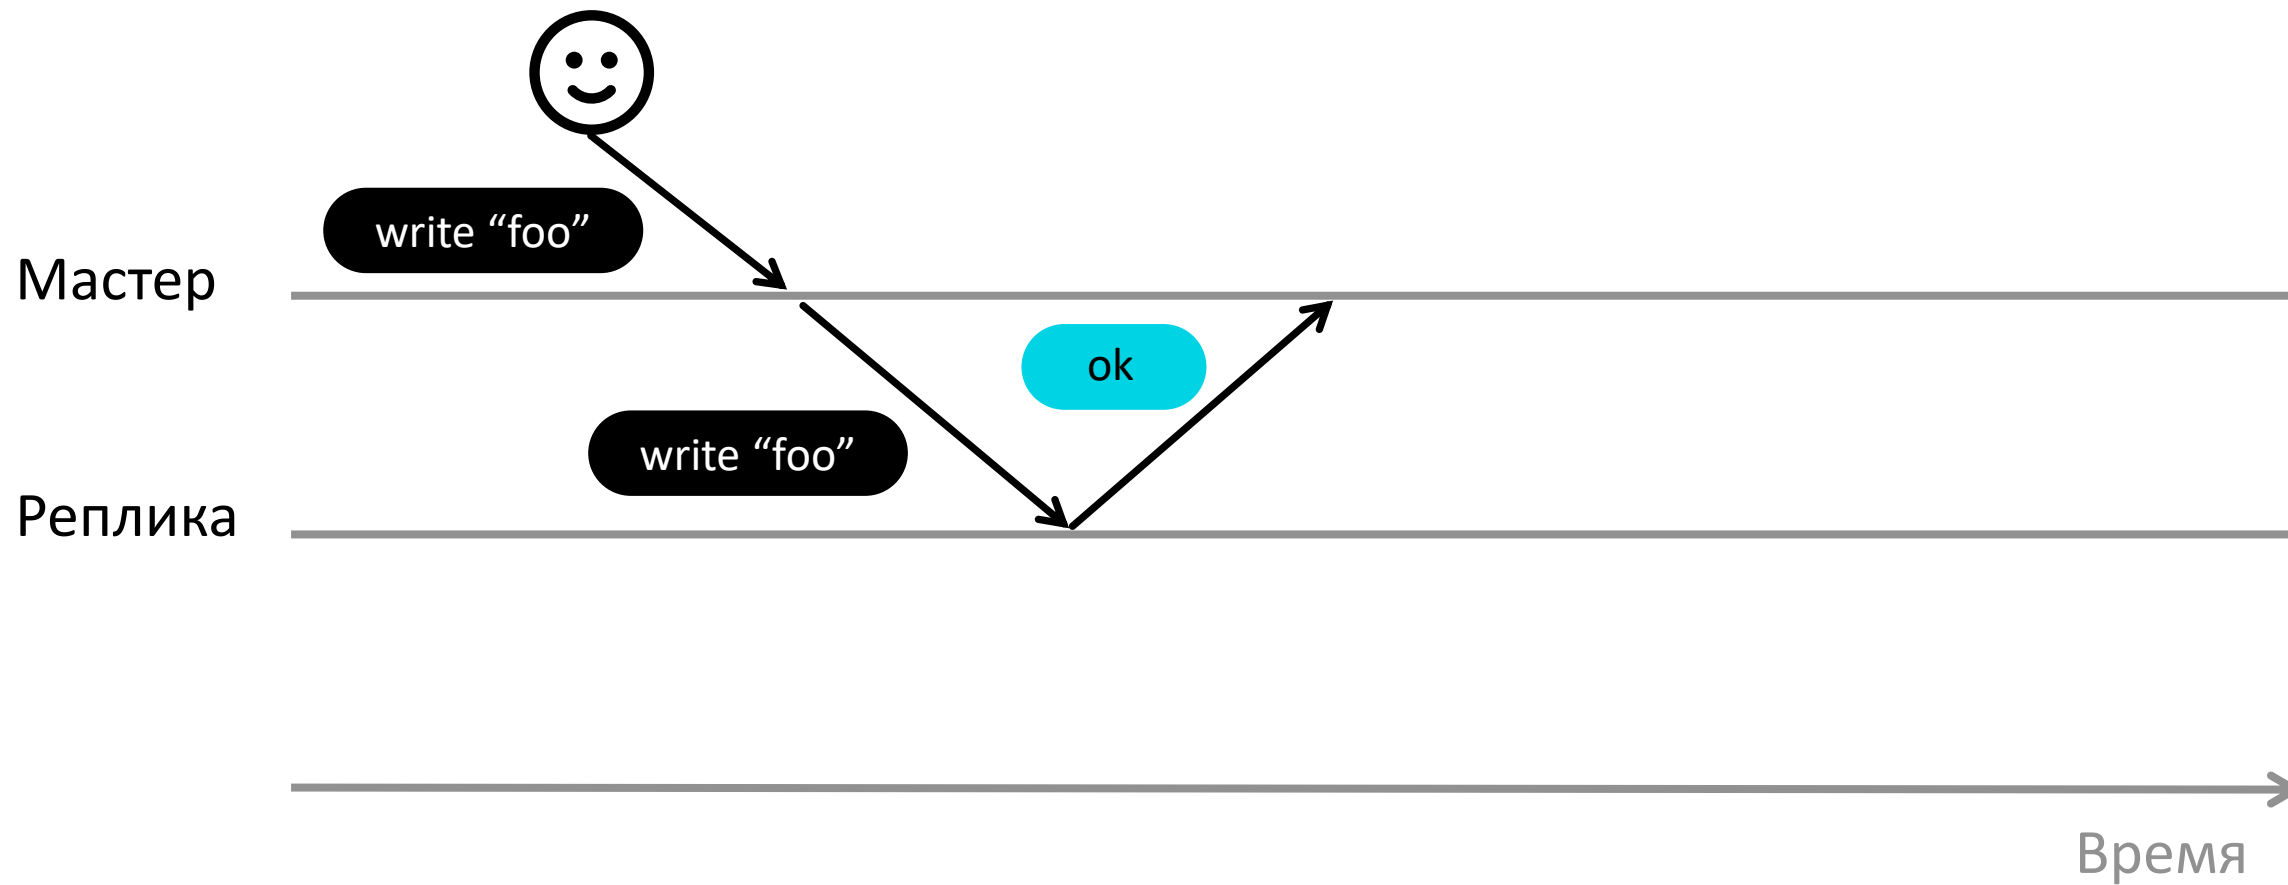 write “foo”
Мастер
ok
write “foo”
Реплика
Время